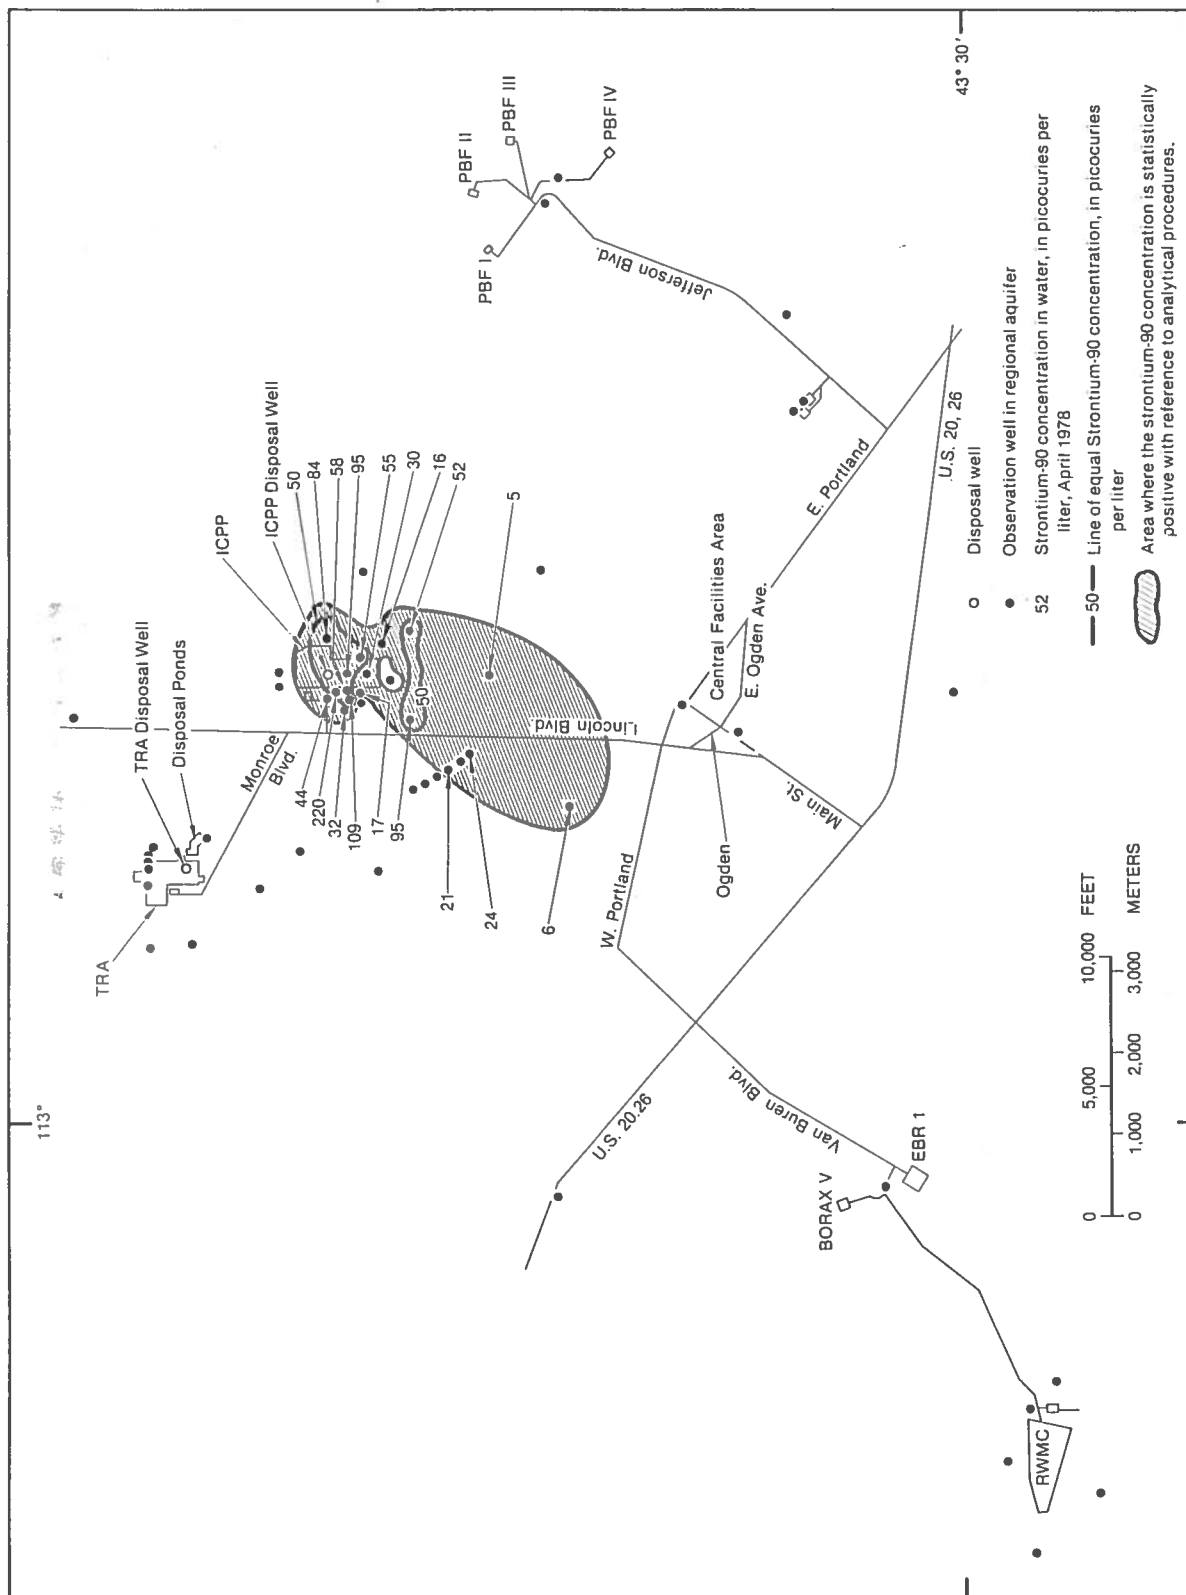 113°
43° 30'
TRA
TRA Disposal Well
Disposal Ponds
Monroe
Blvd.
ICPP
ICPP Disposal Well
50
84
58
95
55
30
16
52
5
44
220
32
109
17
95
50
21
24
6
Lincoln Blvd.
PBF I
PBF II
PBF III
PBF IV
Jefferson Blvd.
E. Portland
U.S. 20, 26
Central Facilities Area
E. Ogden Ave.
Ogden
Main St.
W. Portland
Van Buren Blvd.
U.S. 20.26
BORAX V
EBR 1
RWMC
0 5,000 10,000 FEET
0 1,000 2,000 3,000 METERS
Disposal well
Observation well in regional aquifer
52 Strontium-90 concentration in water, in picocuries per
liter, April 1978
50 Line of equal Strontium-90 concentration, in picocuries
per liter
Area where the strontium-90 concentration is statistically
positive with reference to analytical procedures.